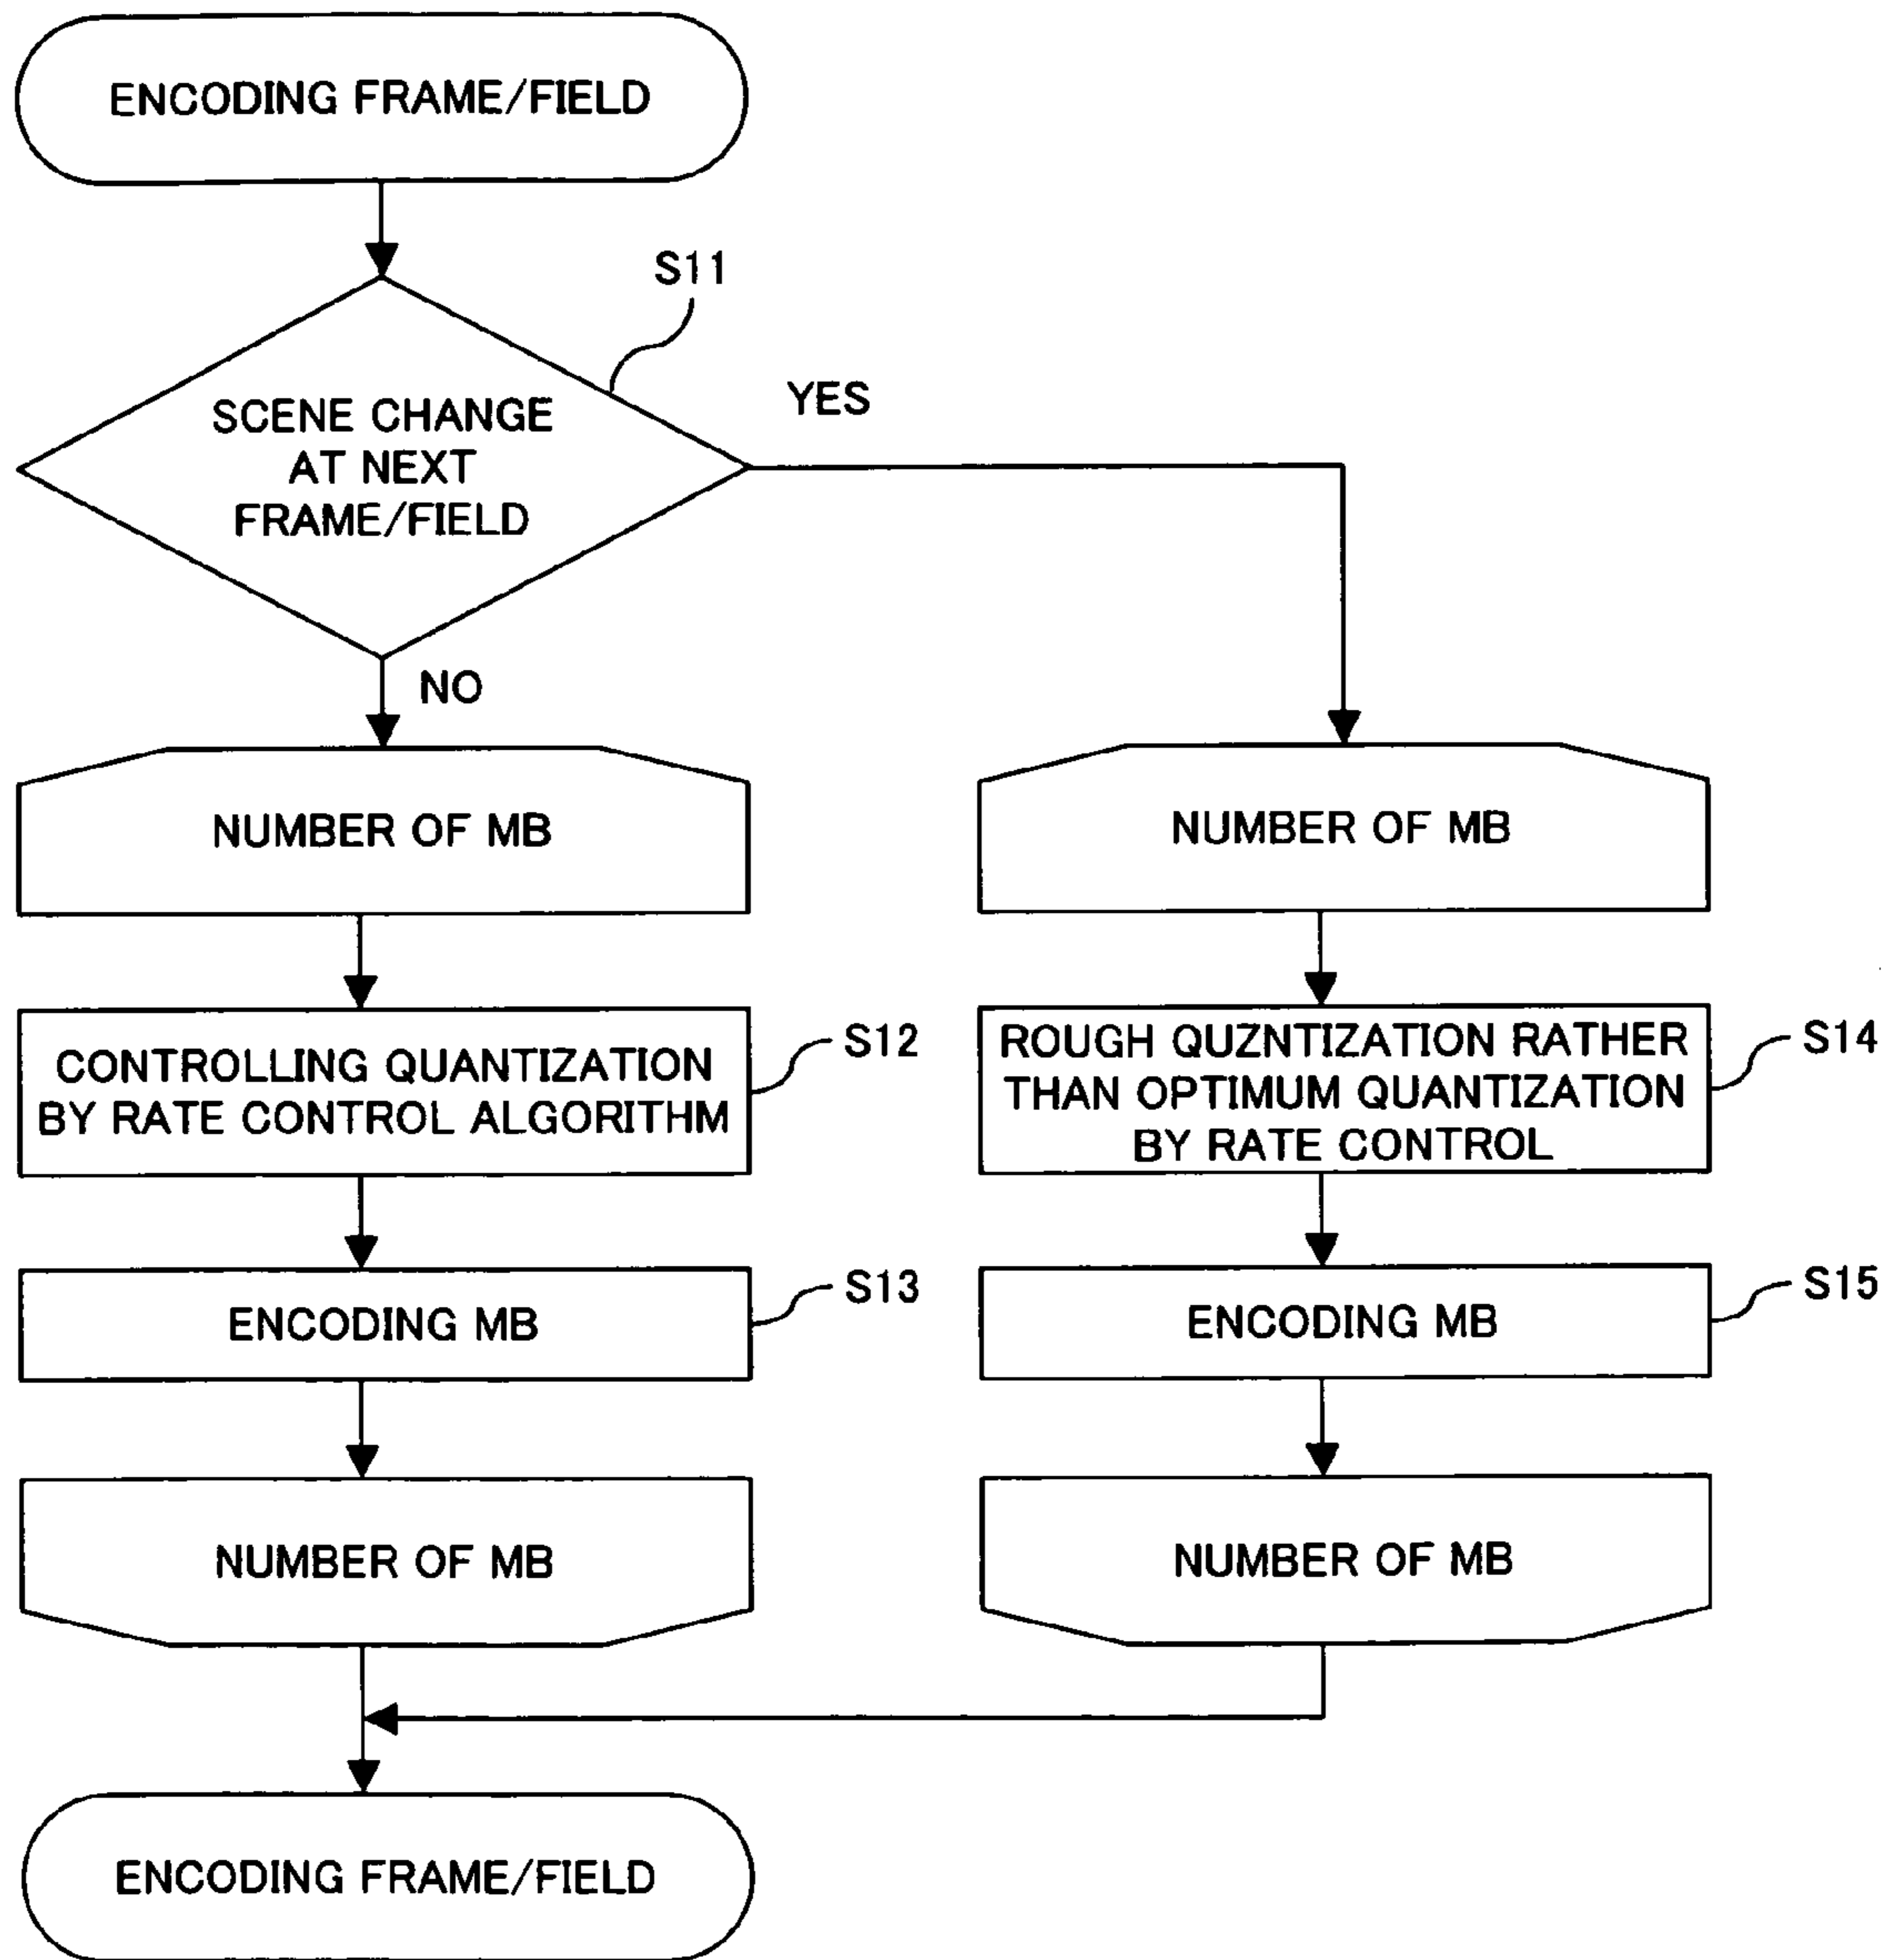 ENCODING FRAME/FIELD
S11
SCENE CHANGE
AT NEXT
FRAME/FIELD
YES
NO
NUMBER OF MB
CONTROLLING QUANTIZATION
BY RATE CONTROL ALGORITHM
S12
ENCODING MB
S13
NUMBER OF MB
NUMBER OF MB
ROUGH QUZNTIZATION RATHER
THAN OPTIMUM QUANTIZATION
BY RATE CONTROL
S14
ENCODING MB
S15
NUMBER OF MB
ENCODING FRAME/FIELD